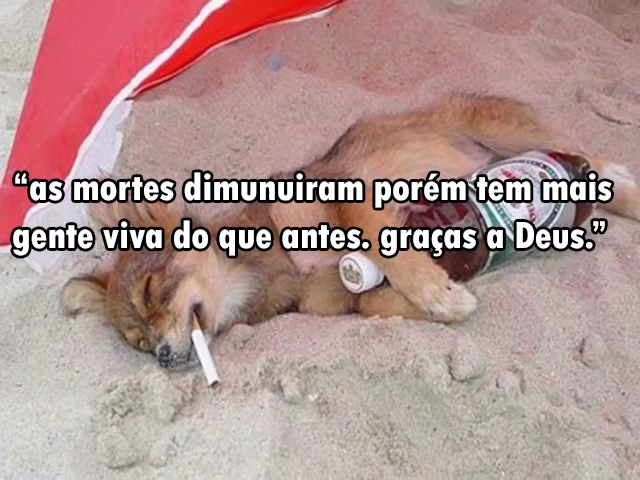 “as mortes dimunuiram porém tem mais
gente viva do que antes. graças a Deus.”